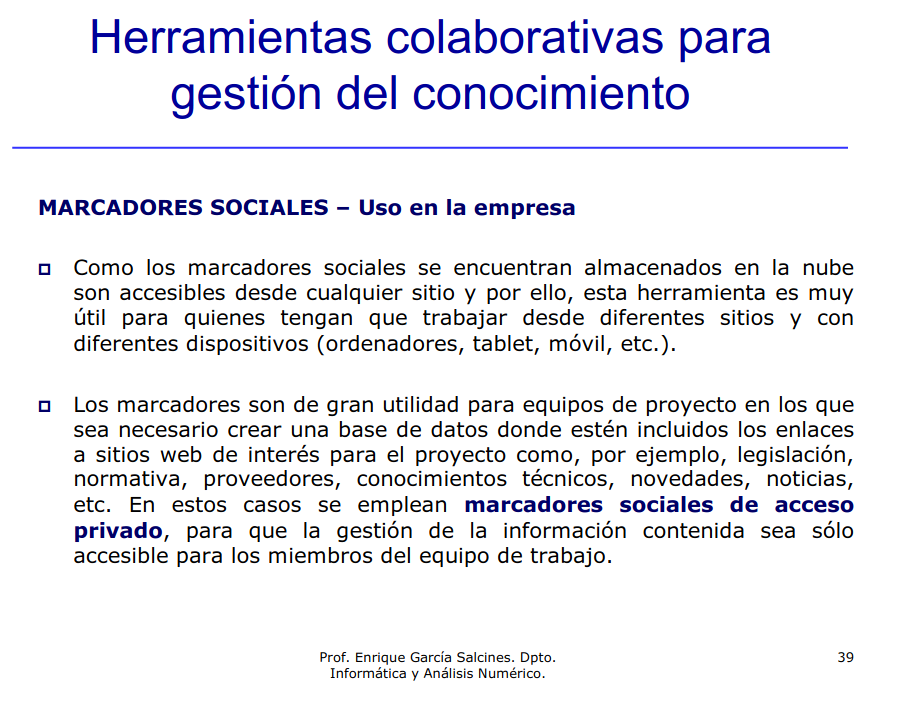 Herramientas colaborativas para
gestión del conocimiento
MARCADORES SOCIALES – Uso en la empresa
Como los marcadores sociales se encuentran almacenados en la nube
son accesibles desde cualquier sitio y por ello, esta herramienta es muy
útil para quienes tengan que trabajar desde diferentes sitios y con
diferentes dispositivos (ordenadores, tablet, móvil, etc.).
Los marcadores son de gran utilidad para equipos de proyecto en los que
sea necesario crear una base de datos donde estén incluidos los enlaces
a sitios web de interés para el proyecto como, por ejemplo, legislación,
normativa, proveedores, conocimientos técnicos, novedades, noticias,
etc. En estos casos se emplean marcadores sociales de acceso
privado, para que la gestión de la información contenida sea sólo
accesible para los miembros del equipo de trabajo.
Prof. Enrique García Salcines. Dpto.
Informática y Análisis Numérico.
39